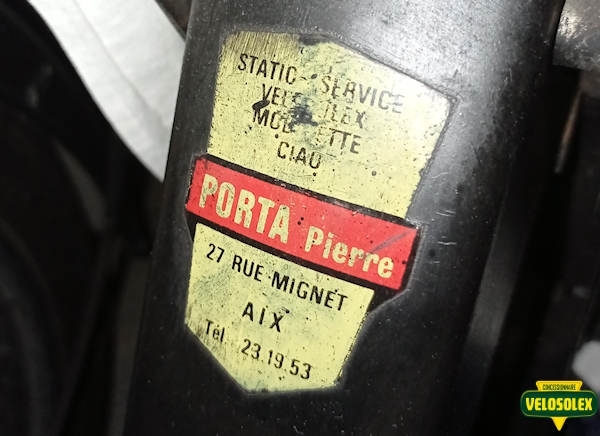 STATIC-SERVICE
CIAO
PORTA Pierre
27 RUE MIGNET
AIX
Tél. 23.19.53
CONCESSIONNAIRE
VELOSOLEX